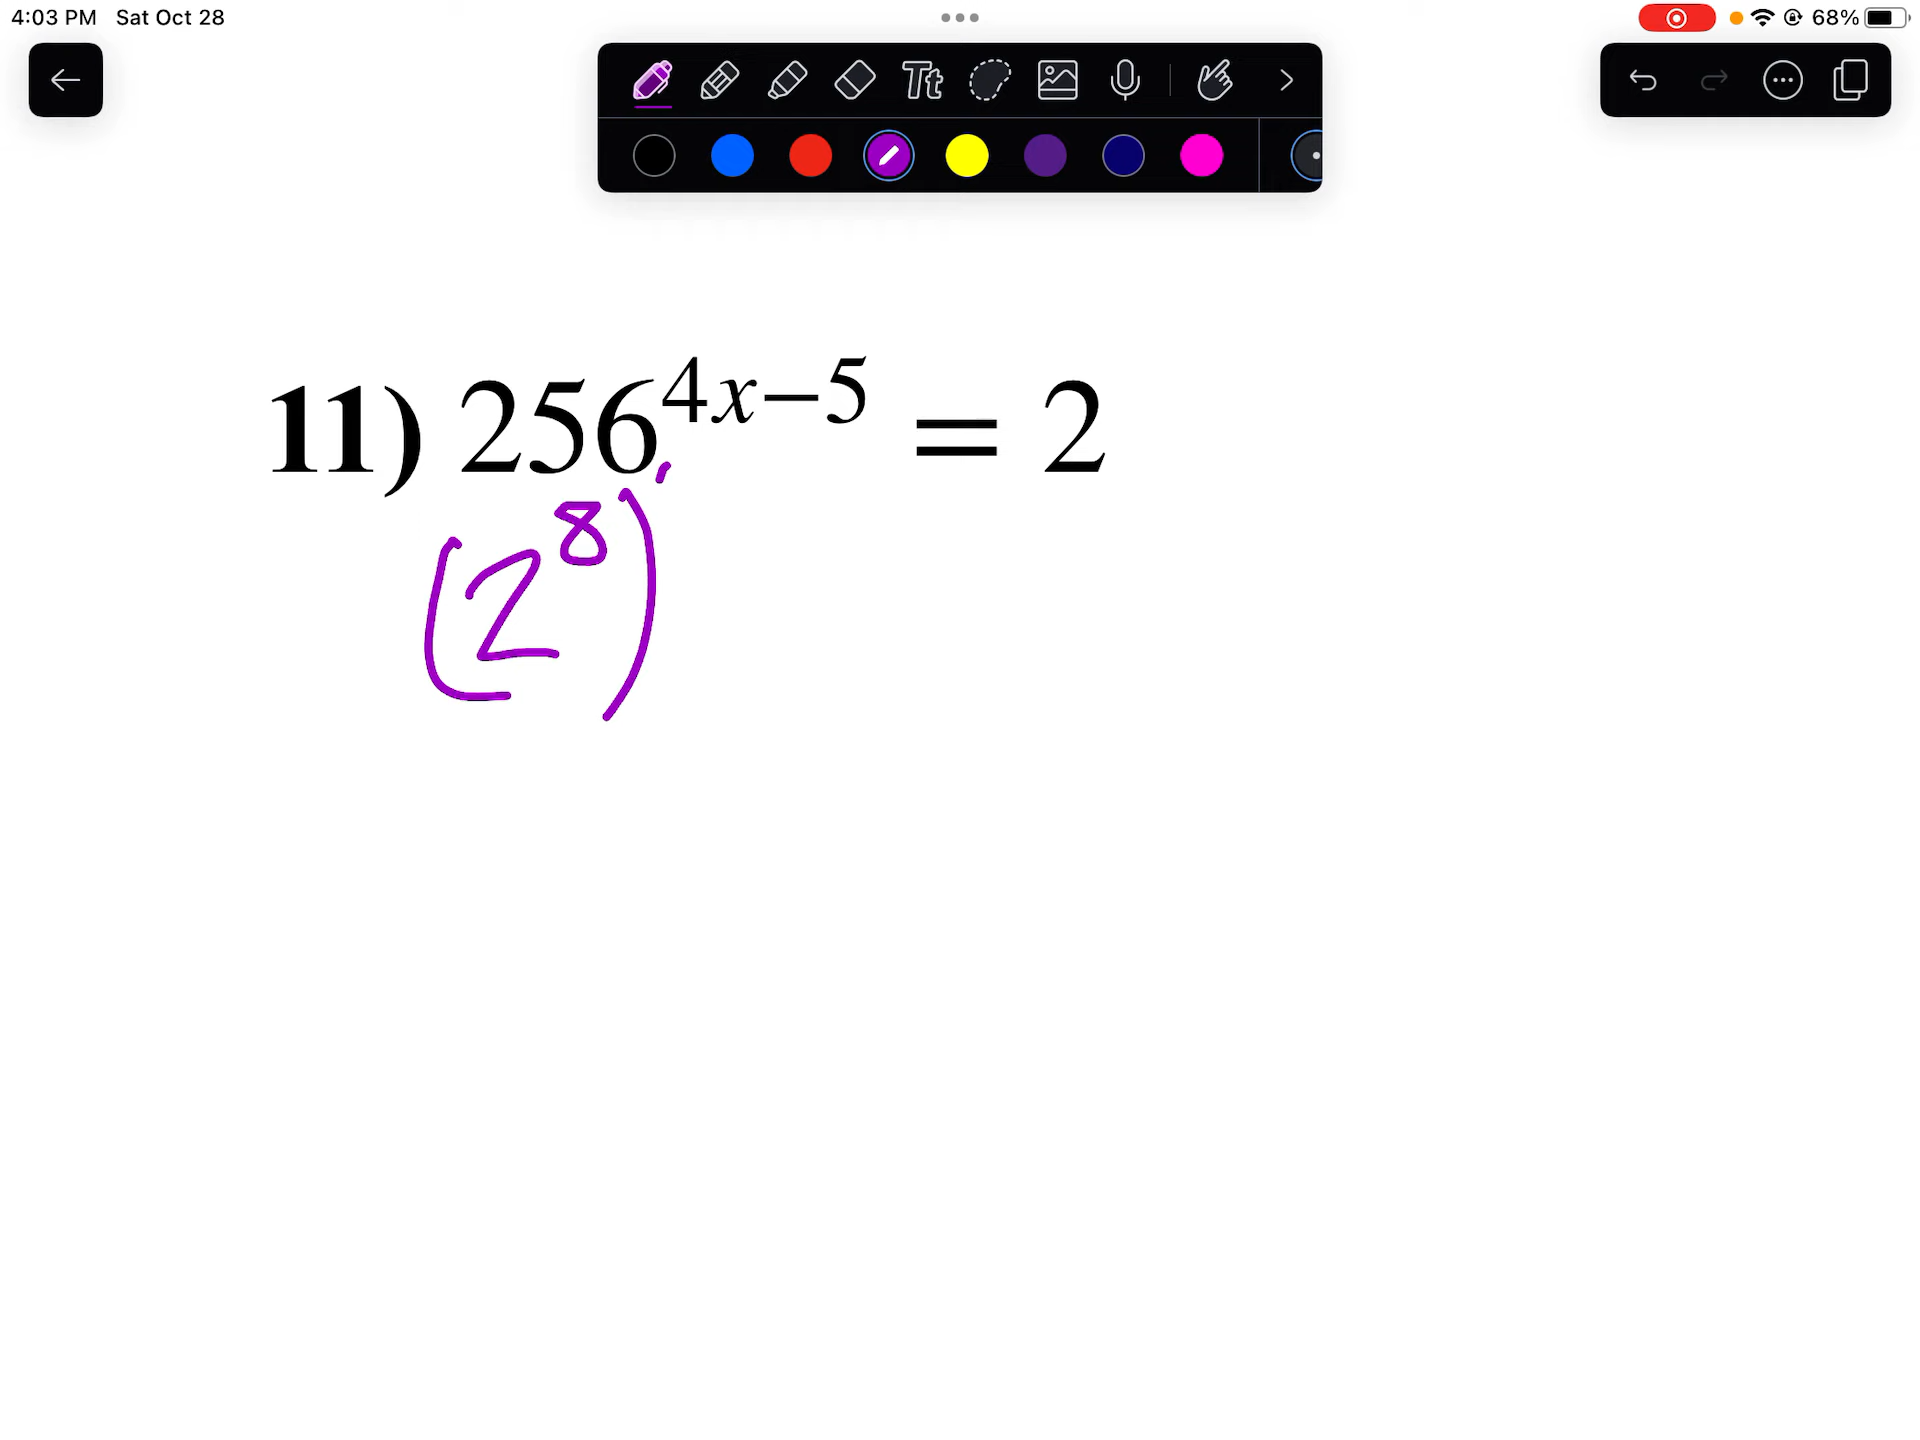 4:03 PM Sat Oct 28 68%
Tt
11) 256^{4x−5} = 2
(2^8)